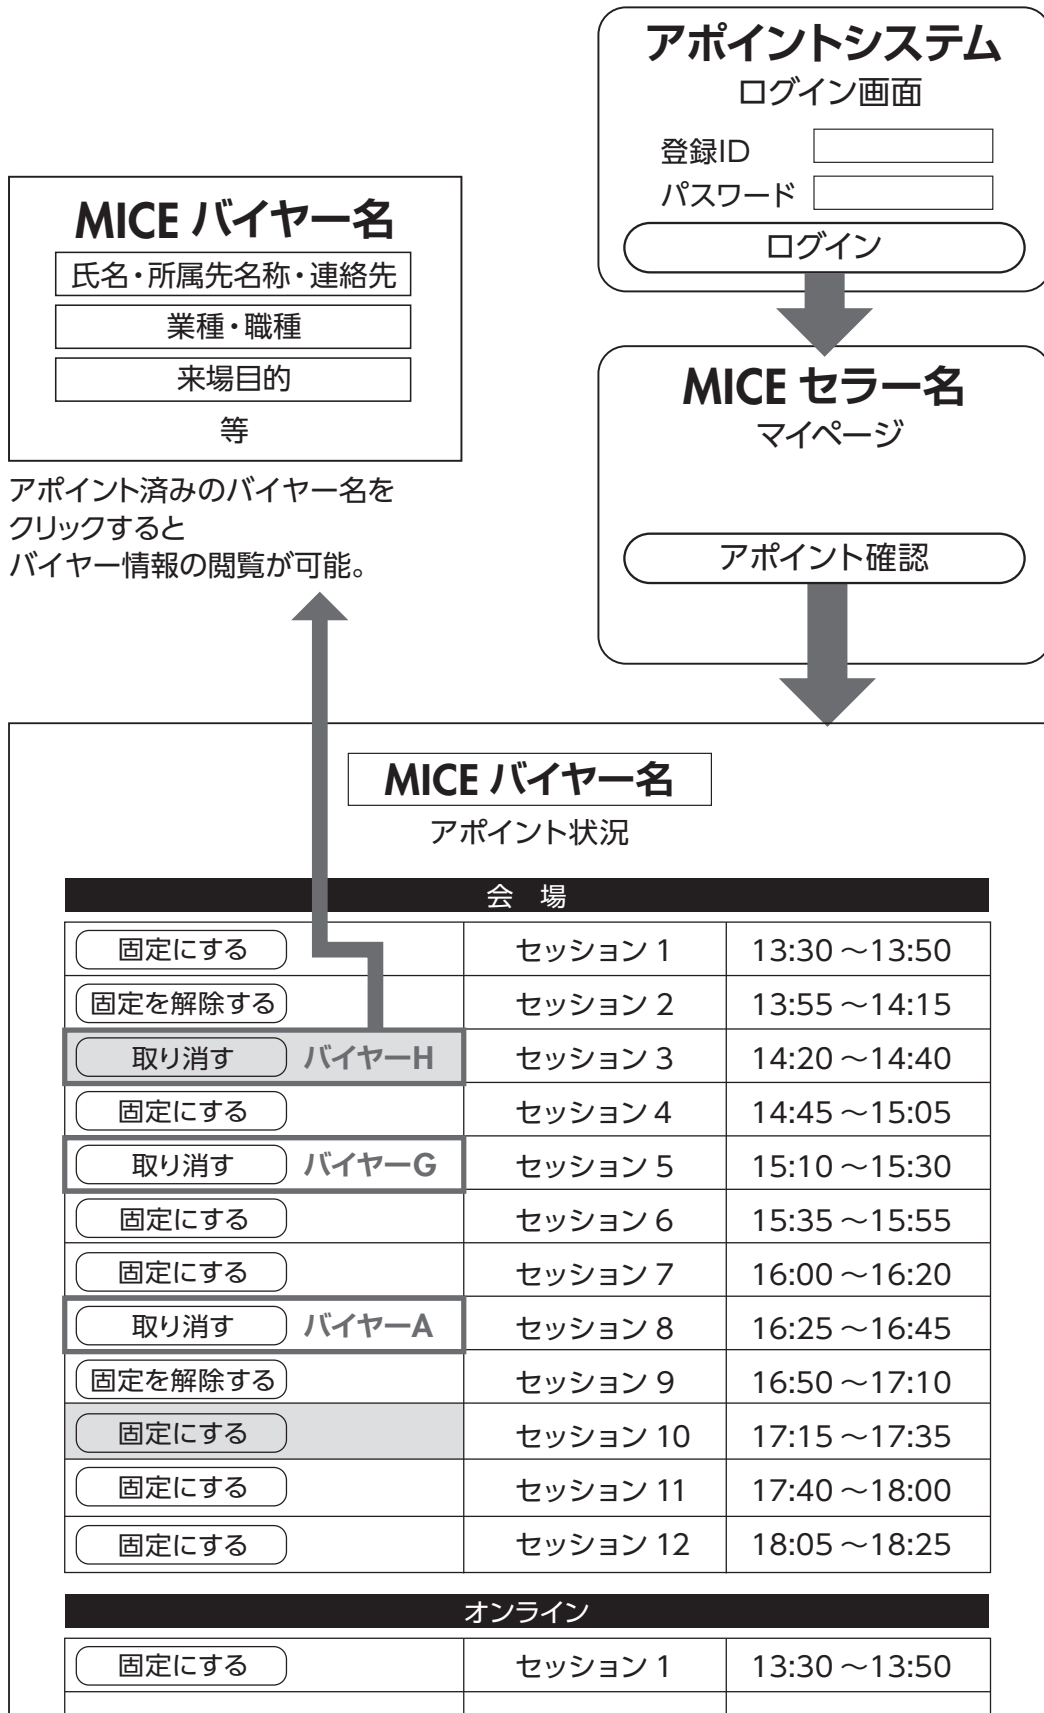 アポイントシステム
ログイン画面
登録ID
パスワード
ログイン
MICE バイヤー名
氏名・所属先名称・連絡先
業種・職種
来場目的
等
アポイント済みのバイヤー名を
クリックすると
バイヤー情報の閲覧が可能。
MICE セラー名
マイページ
アポイント確認
MICE バイヤー名
アポイント状況
会 場
固定にする セッション 1 13:30 ～13:50
固定を解除する セッション 2 13:55 ～14:15
取り消す バイヤーH セッション 3 14:20 ～14:40
固定にする セッション 4 14:45 ～15:05
取り消す バイヤーG セッション 5 15:10 ～15:30
固定にする セッション 6 15:35 ～15:55
固定にする セッション 7 16:00 ～16:20
取り消す バイヤーA セッション 8 16:25 ～16:45
固定を解除する セッション 9 16:50 ～17:10
固定にする セッション 10 17:15 ～17:35
固定にする セッション 11 17:40 ～18:00
固定にする セッション 12 18:05 ～18:25
オンライン
固定にする セッション 1 13:30 ～13:50